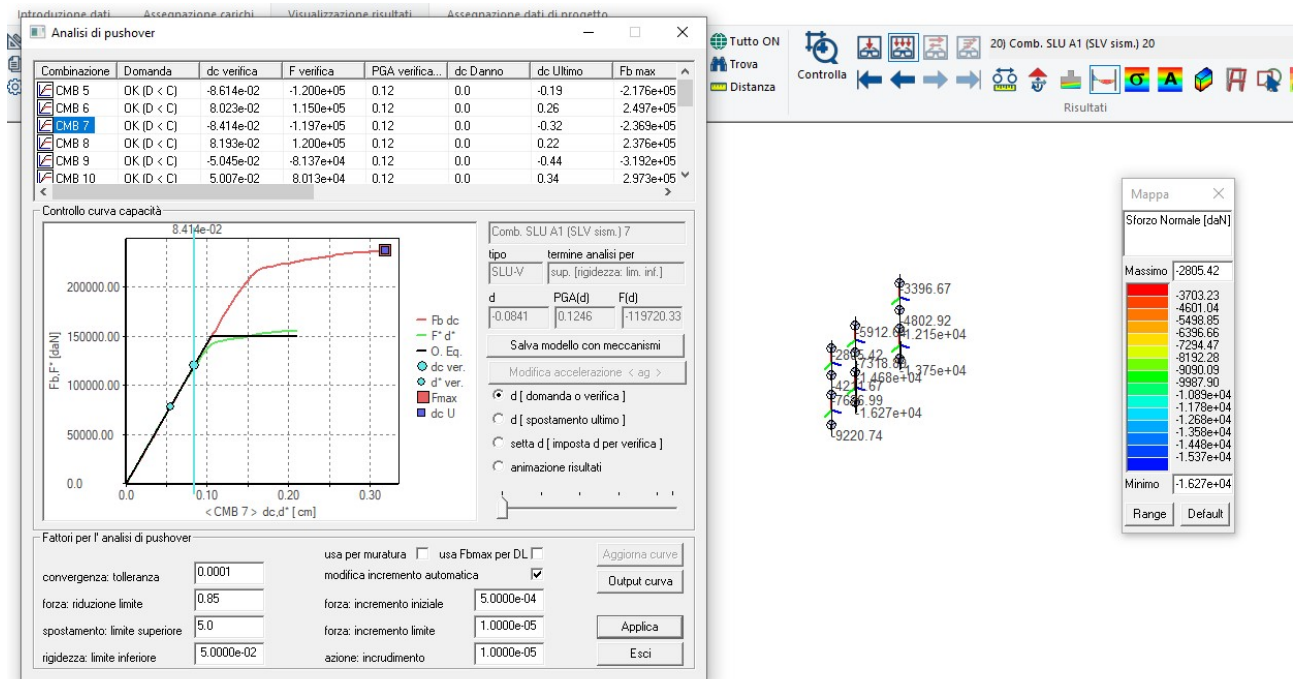 Introduzione dati Assegnazione carichi Visualizzazione risultati Assegnazione dati di progetto
Analisi di pushover
Combinazione Domanda dc verifica F verifica PGA verifica... dc Danno dc Ultimo Fb max
CMB 5 OK (D < C) -8.614e-02 -1.200e+05 0.12 0.0 -0.19 -2.176e+05
CMB 6 OK (D < C) 8.023e-02 1.150e+05 0.12 0.0 0.26 2.497e+05
CMB 7 OK (D < C) -8.414e-02 -1.197e+05 0.12 0.0 -0.32 -2.369e+05
CMB 8 OK (D < C) 8.193e-02 1.200e+05 0.12 0.0 0.22 2.376e+05
CMB 9 OK (D < C) -5.045e-02 -8.137e+04 0.12 0.0 -0.44 -3.192e+05
CMB 10 OK (D < C) 5.007e-02 8.013e+04 0.12 0.0 0.34 2.973e+05
Controllo curva capacità
8.414e-02
200000.00
150000.00
100000.00
50000.00
0.0
Fb,F* [daN]
0.0 0.10 0.20 0.30
< CMB 7 > dc,d* [ cm]
Fb dc
F* d*
O. Eq.
dc ver.
d* ver.
Fmax
dc U
Comb. SLU A1 (SLV sism.) 7
tipo termine analisi per
SLU-V sup. [rigidezza: lim. inf.]
d PGA(d) F(d)
-0.0841 0.1246 -119720.33
Salva modello con meccanismi
Modifica accelerazione < ag >
d [ domanda o verifica ]
d [ spostamento ultimo ]
setta d [ imposta d per verifica ]
animazione risultati
Fattori per l' analisi di pushover
usa per muratura usa Fbmax per DL
Aggiorna curve
convergenza: tolleranza 0.0001
modifica incremento automatica
Output curva
forza: riduzione limite 0.85
forza: incremento iniziale 5.0000e-04
spostamento: limite superiore 5.0
forza: incremento limite 1.0000e-05
Applica
rigidezza: limite inferiore 5.0000e-02
azione: incrudimento 1.0000e-05
Esci
Tutto ON
Trova
Distanza
Controlla
20) Comb. SLU A1 (SLV sism.) 20
σ A
Risultati
-3396.67
-4802.92
-1.215e+04
-1.375e+04
-7318.
-1.468e+04
-1.627e+04
-9220.74
Mappa
Sforzo Normale [daN]
Massimo -2805.42
-3703.23
-4601.04
-5498.85
-6396.66
-7294.47
-8192.28
-9090.09
-9987.90
-1.089e+04
-1.178e+04
-1.268e+04
-1.358e+04
-1.448e+04
-1.537e+04
Minimo -1.627e+04
Range Default